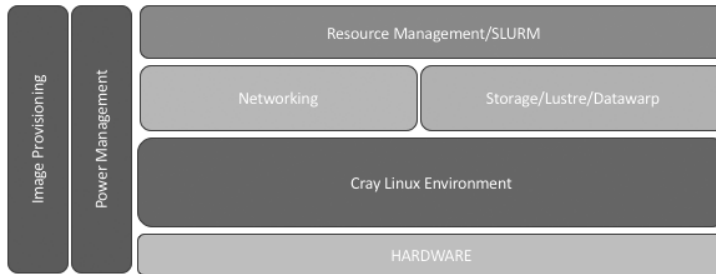 Image Provisioning
Power Management
Resource Management/SLURM
Networking
Storage/Lustre/Datawarp
Cray Linux Environment
HARDWARE